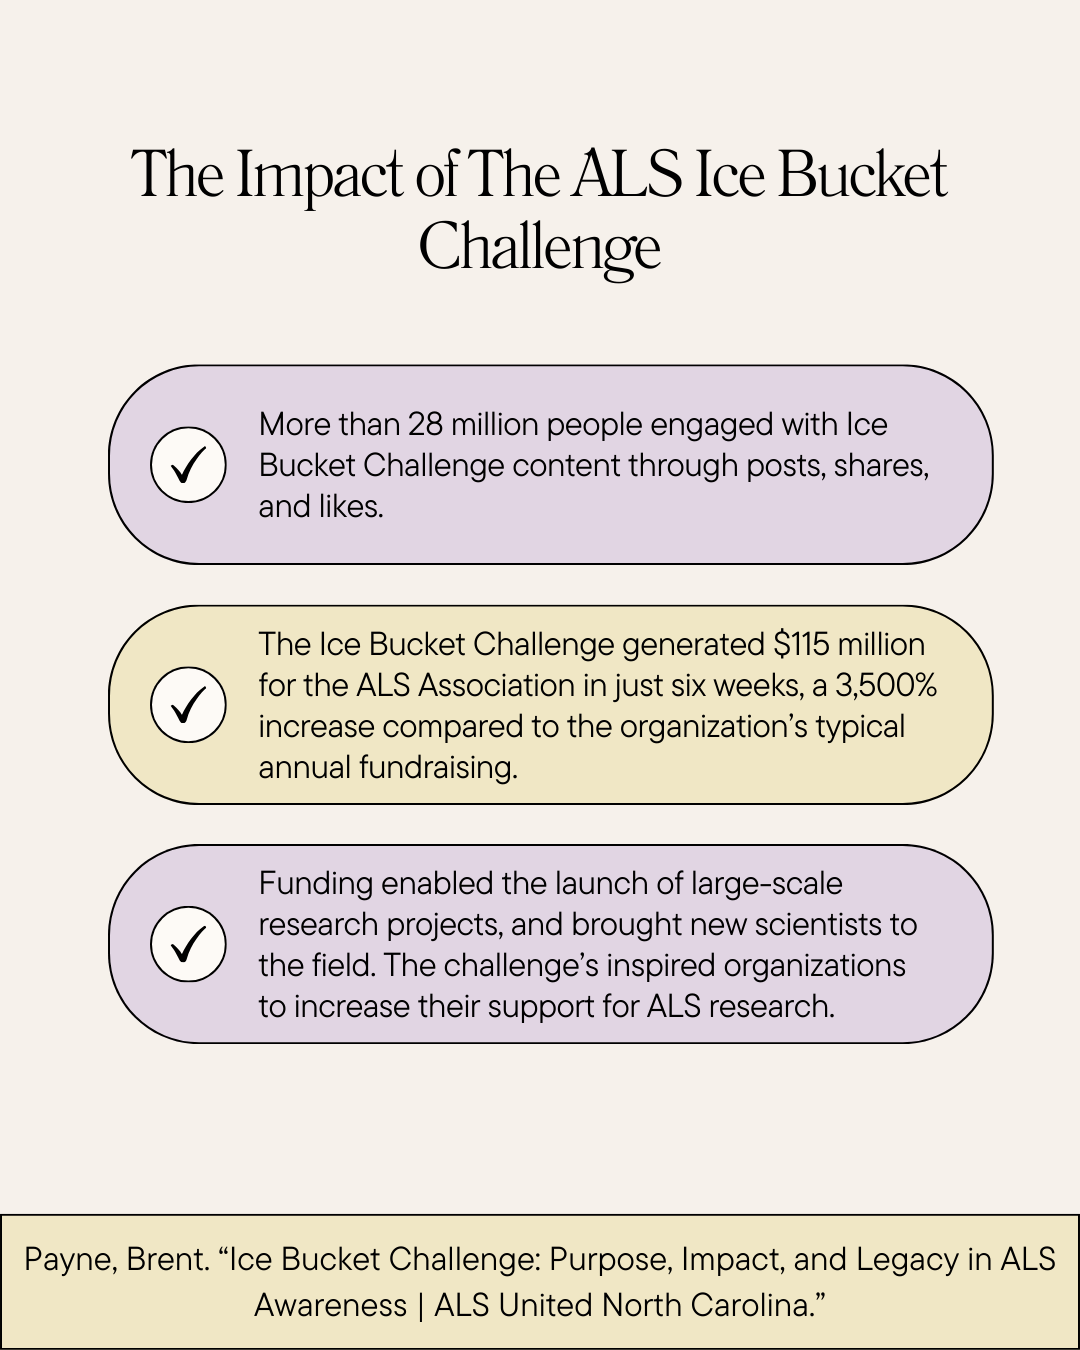 The Impact of The ALS Ice Bucket
Challenge
More than 28 million people engaged with Ice
Bucket Challenge content through posts, shares,
and likes.
The Ice Bucket Challenge generated $115 million
for the ALS Association in just six weeks, a 3,500%
increase compared to the organization’s typical
annual fundraising.
Funding enabled the launch of large-scale
research projects, and brought new scientists to
the field. The challenge’s inspired organizations
to increase their support for ALS research.
Payne, Brent. “Ice Bucket Challenge: Purpose, Impact, and Legacy in ALS
Awareness | ALS United North Carolina.”